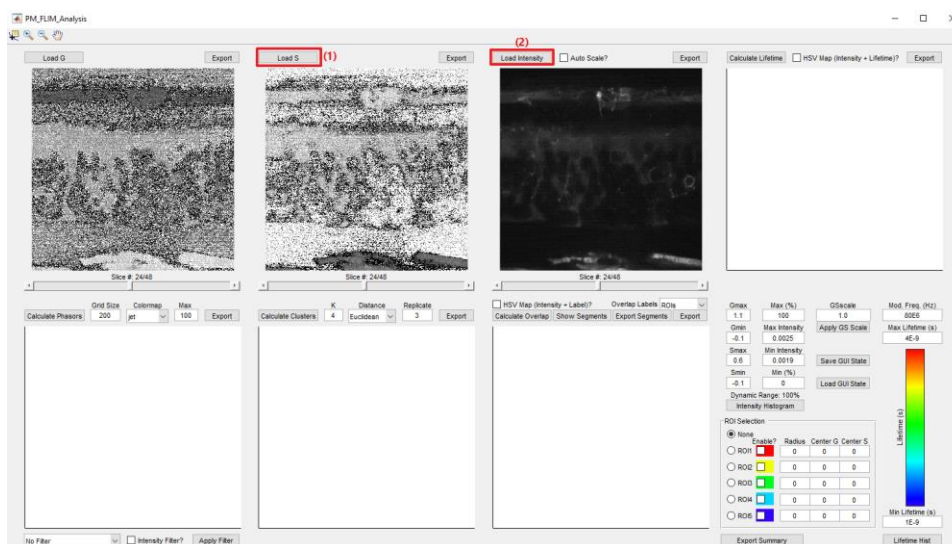 PM_FLIM_Analysis
(2)
Load G Export
Load S (1) Export
Load Intensity Auto Scale? Export
Calculate Lifetime HSV Map (Intensity + Lifetime)? Export
Slice #: 24/48
Slice #: 24/48
Slice #: 24/48
Grid Size Colormap Max
Calculate Phasors 200 jet 100 Export
K Distance Replicate
Calculate Clusters 4 Euclidean 3 Export
HSV Map (Intensity + Label)? Overlap Labels ROIs
Calculate Overlap Show Segments Export Segments Export
Gmax Max (%) GSscale Mod. Freq. (Hz)
1.1 100 1.0 80E6
Gmin Max Intensity Apply GS Scale Max Lifetime (s)
-0.1 0.0025 4E-9
Smax Min Intensity
0.6 0.0019 Save GUI State
Smin Min (%)
-0.1 0 Load GUI State
Dynamic Range: 100%
Intensity Histogram
ROI Selection
None
Enable? Radius Center G Center S
ROI1 0 0 0
ROI2 0 0 0
ROI3 0 0 0
ROI4 0 0 0
ROI5 0 0 0
Lifetime (s)
Min Lifetime (s)
1E-9
No Filter Intensity Filter? Apply Filter
Export Summary Lifetime Hist